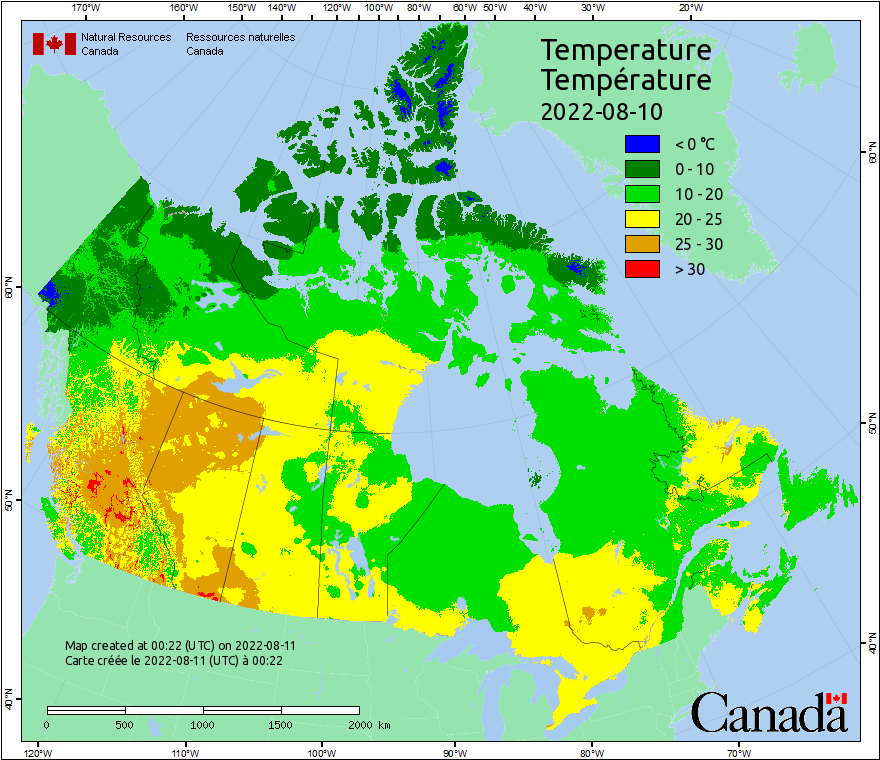 170°W 160°W 150°W 140°W 120°W 100°W 80°W 60°W 50°W 40°W 30°W 20°W
Natural Resources Ressources naturelles
Canada Canada
Temperature
Température
2022-08-10
< 0 °C
0 - 10
10 - 20
20 - 25
25 - 30
> 30
60°N 60°N
50°N 50°N
40°N 40°N
Map created at 00:22 (UTC) on 2022-08-11
Carte créée le 2022-08-11 (UTC) à 00:22
0 500 1000 1500 2000 km
Canada
120°W 110°W 100°W 90°W 80°W 70°W